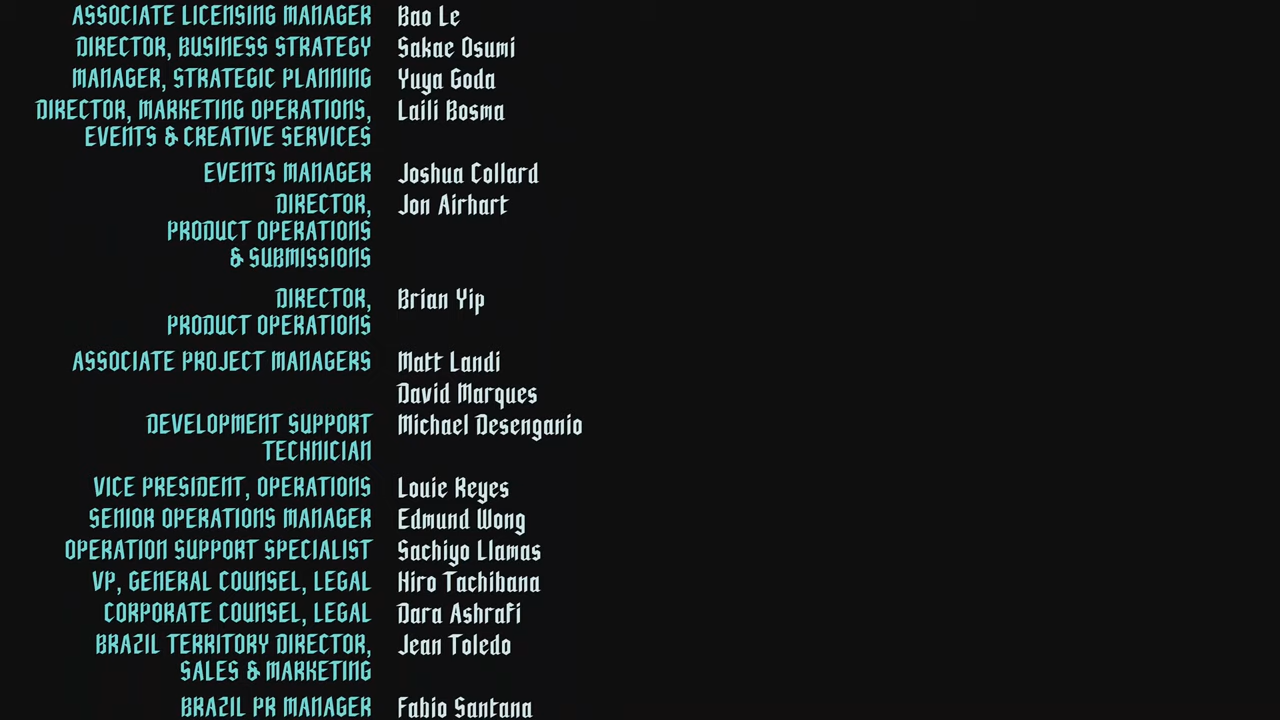 ASSOCIATE LICENSING MANAGER Bao Le
DIRECTOR, BUSINESS STRATEGY Sakae Osumi
MANAGER, STRATEGIC PLANNING Yuya Goda
DIRECTOR, MARKETING OPERATIONS, Laili Bosma
EVENTS & CREATIVE SERVICES
EVENTS MANAGER Joshua Collard
DIRECTOR, Jon Airhart
PRODUCT OPERATIONS
& SUBMISSIONS
DIRECTOR, Brian Yip
PRODUCT OPERATIONS
ASSOCIATE PROJECT MANAGERS Matt Landi
David Marques
DEVELOPMENT SUPPORT Michael Desenganio
TECHNICIAN
VICE PRESIDENT, OPERATIONS Louie Reyes
SENIOR OPERATIONS MANAGER Edmund Wong
OPERATION SUPPORT SPECIALIST Sachiyo Llamas
VP, GENERAL COUNSEL, LEGAL Hiro Tachibana
CORPORATE COUNSEL, LEGAL Dara Ashrafi
BRAZIL TERRITORY DIRECTOR, Jean Toledo
SALES & MARKETING
BRAZIL PR MANAGER Fabio Santana